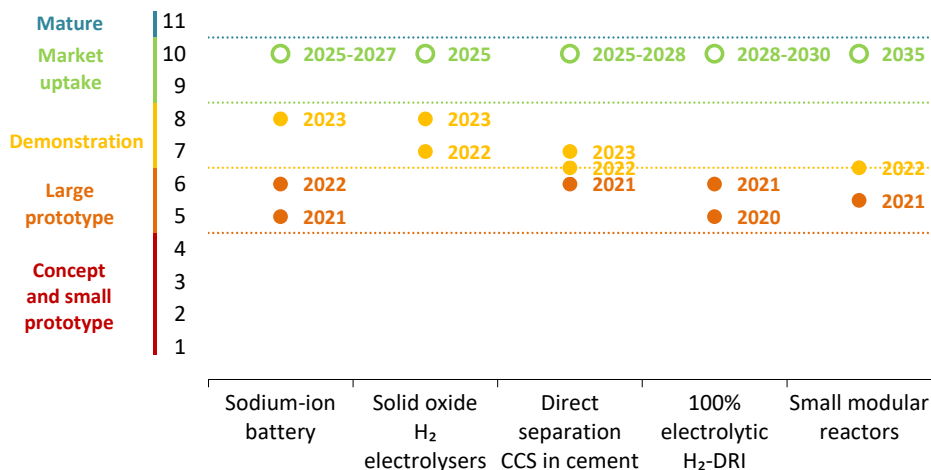 Mature
11
Market
uptake
10
2025-2027
2025
2025-2028
2028-2030
2035
9
Demonstration
8
2023
2023
7
2022
2023
2022
2022
Large
prototype
6
2022
2021
2021
2021
5
2021
2020
Concept
and small
prototype
4
3
2
1
Sodium-ion
battery
Solid oxide
H₂
electrolysers
Direct
separation
CCS in cement
100%
electrolytic
H₂-DRI
Small modular
reactors